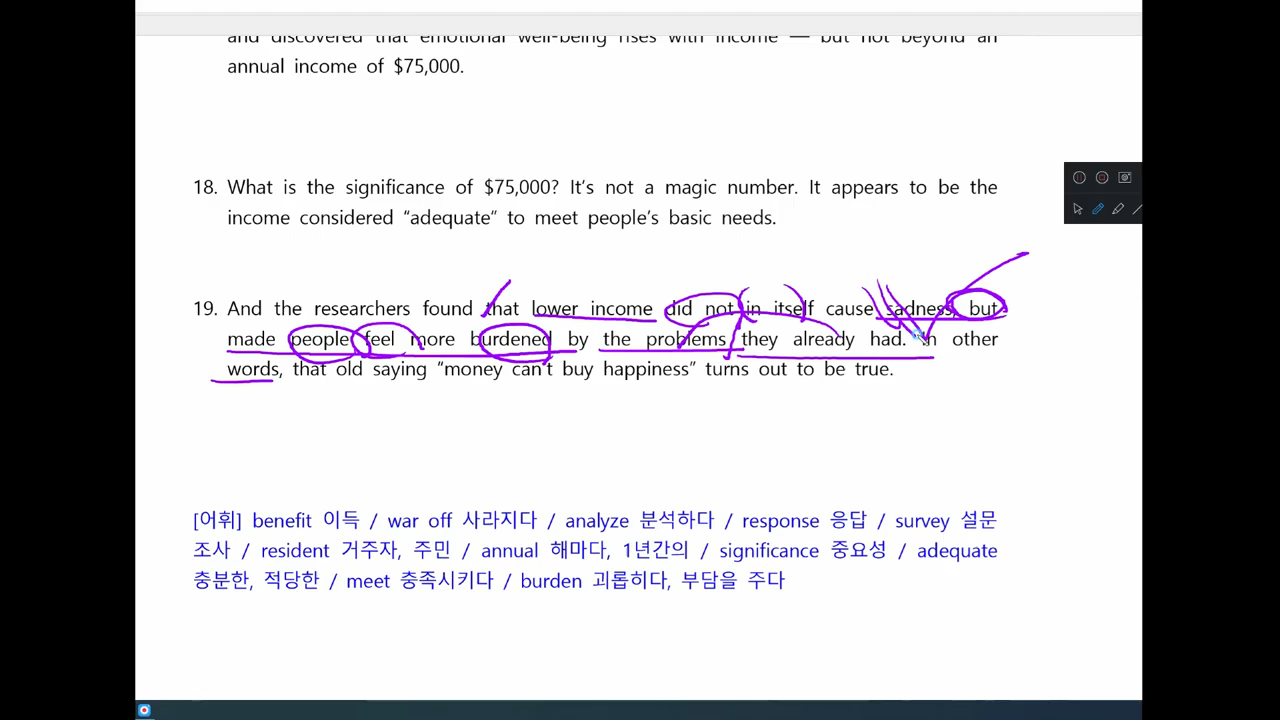 and discovered that emotional well-being rises with income — but not beyond an
annual income of $75,000.
18. What is the significance of $75,000? It's not a magic number. It appears to be the
income considered “adequate” to meet people's basic needs.
19. And the researchers found that lower income did not in itself cause sadness, but
made people feel more burdened by the problems they already had. In other
words, that old saying “money can't buy happiness” turns out to be true.
[어휘] benefit 이득 / war off 사라지다 / analyze 분석하다 / response 응답 / survey 설문
조사 / resident 거주자, 주민 / annual 해마다, 1년간의 / significance 중요성 / adequate
충분한, 적당한 / meet 충족시키다 / burden 괴롭히다, 부담을 주다